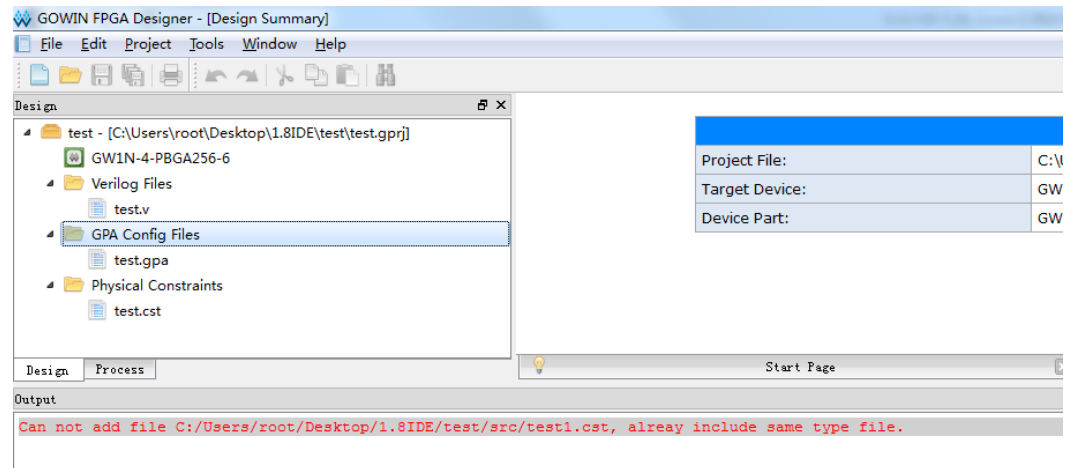 GOWIN FPGA Designer - [Design Summary]
File Edit Project Tools Window Help
Design
test - [C:\Users\root\Desktop\1.8IDE\test\test.gprj]
GW1N-4-PBGA256-6
Verilog Files
test.v
GPA Config Files
test.gpa
Physical Constraints
test.cst
Design Process
Project File: C:\U
Target Device: GW
Device Part: GW
Start Page
Output
Can not add file C:/Users/root/Desktop/1.8IDE/test/src/test1.cst, alreay include same type file.